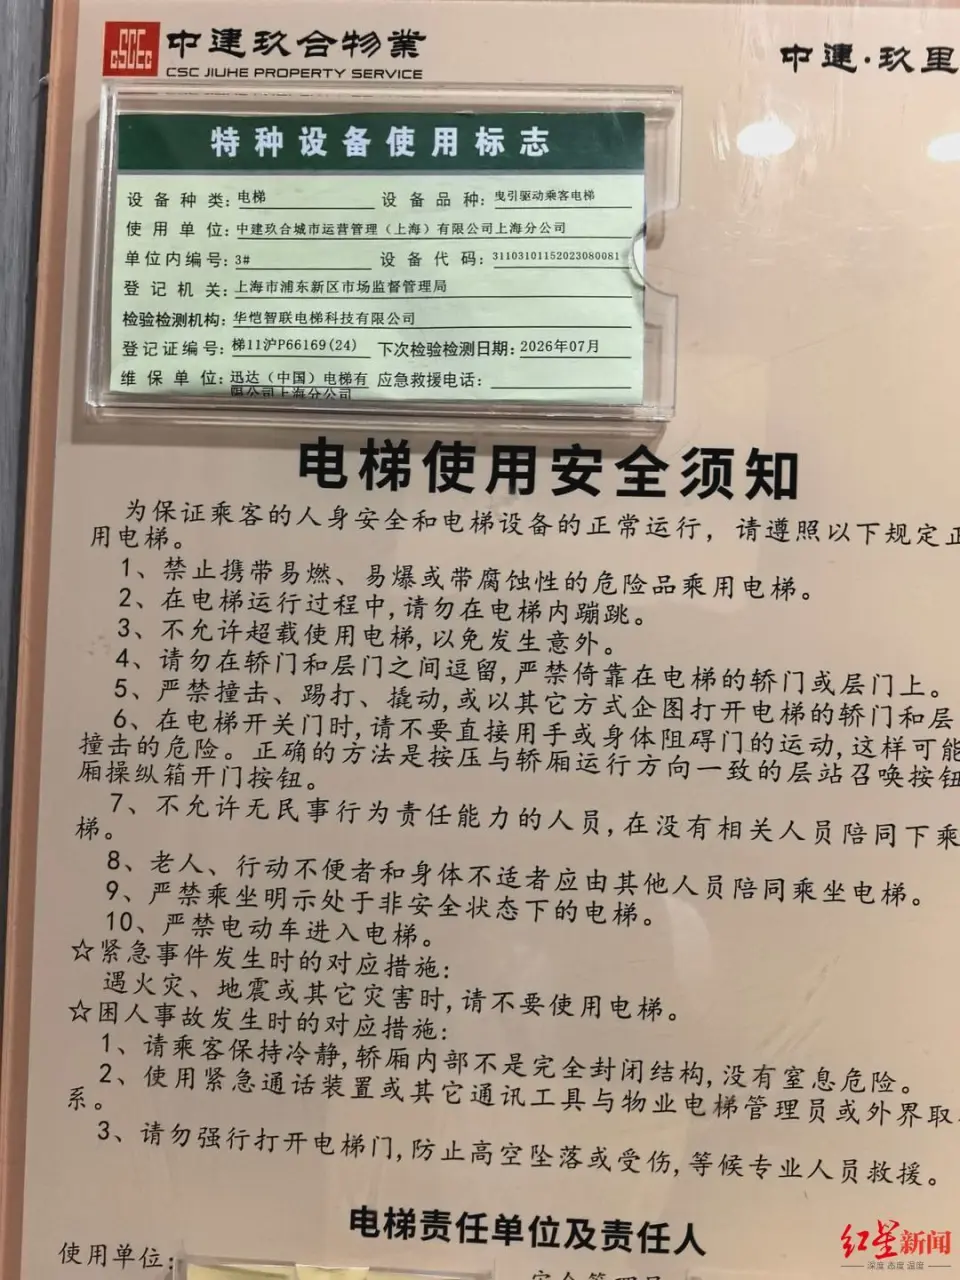 中建玖合物業
CSC JIUHE PROPERTY SERVICE
中建·玖里
特种设备使用标志
设备种类:电梯 设备品种:曳引驱动乘客电梯
使用单位:中建玖合城市运营管理（上海）有限公司上海分公司
单位内编号:3# 设备代码:31103101152023080081
登记机关:上海市浦东新区市场监督管理局
检验检测机构:华恺智联电梯科技有限公司
登记证编号:梯11沪P66169(24) 下次检验检测日期:2026年07月
维保单位:迅达（中国）电梯有 应急救援电话:
限公司上海分公司
电梯使用安全须知
为保证乘客的人身安全和电梯设备的正常运行，请遵照以下规定正
用电梯。
1、禁止携带易燃、易爆或带腐蚀性的危险品乘用电梯。
2、在电梯运行过程中,请勿在电梯内蹦跳。
3、不允许超载使用电梯,以免发生意外。
4、请勿在轿门和层门之间逗留,严禁倚靠在电梯的轿门或层门上。
5、严禁撞击、踢打、撬动,或以其它方式企图打开电梯的轿门和层
6、在电梯开关门时,请不要直接用手或身体阻碍门的运动,这样可能
撞击的危险。正确的方法是按压与轿厢运行方向一致的层站召唤按钮
厢操纵箱开门按钮。
7、不允许无民事行为责任能力的人员,在没有相关人员陪同下乘
梯。
8、老人、行动不便者和身体不适者应由其他人员陪同乘坐电梯。
9、严禁乘坐明示处于非安全状态下的电梯。
10、严禁电动车进入电梯。
☆紧急事件发生时的对应措施:
遇火灾、地震或其它灾害时,请不要使用电梯。
☆困人事故发生时的对应措施:
1、请乘客保持冷静,轿厢内部不是完全封闭结构,没有窒息危险。
2、使用紧急通话装置或其它通讯工具与物业电梯管理员或外界取
系。
3、请勿强行打开电梯门,防止高空坠落或受伤,等候专业人员救援。
电梯责任单位及责任人
使用单位:
安全管理员
红星新闻
深度 高度 温度